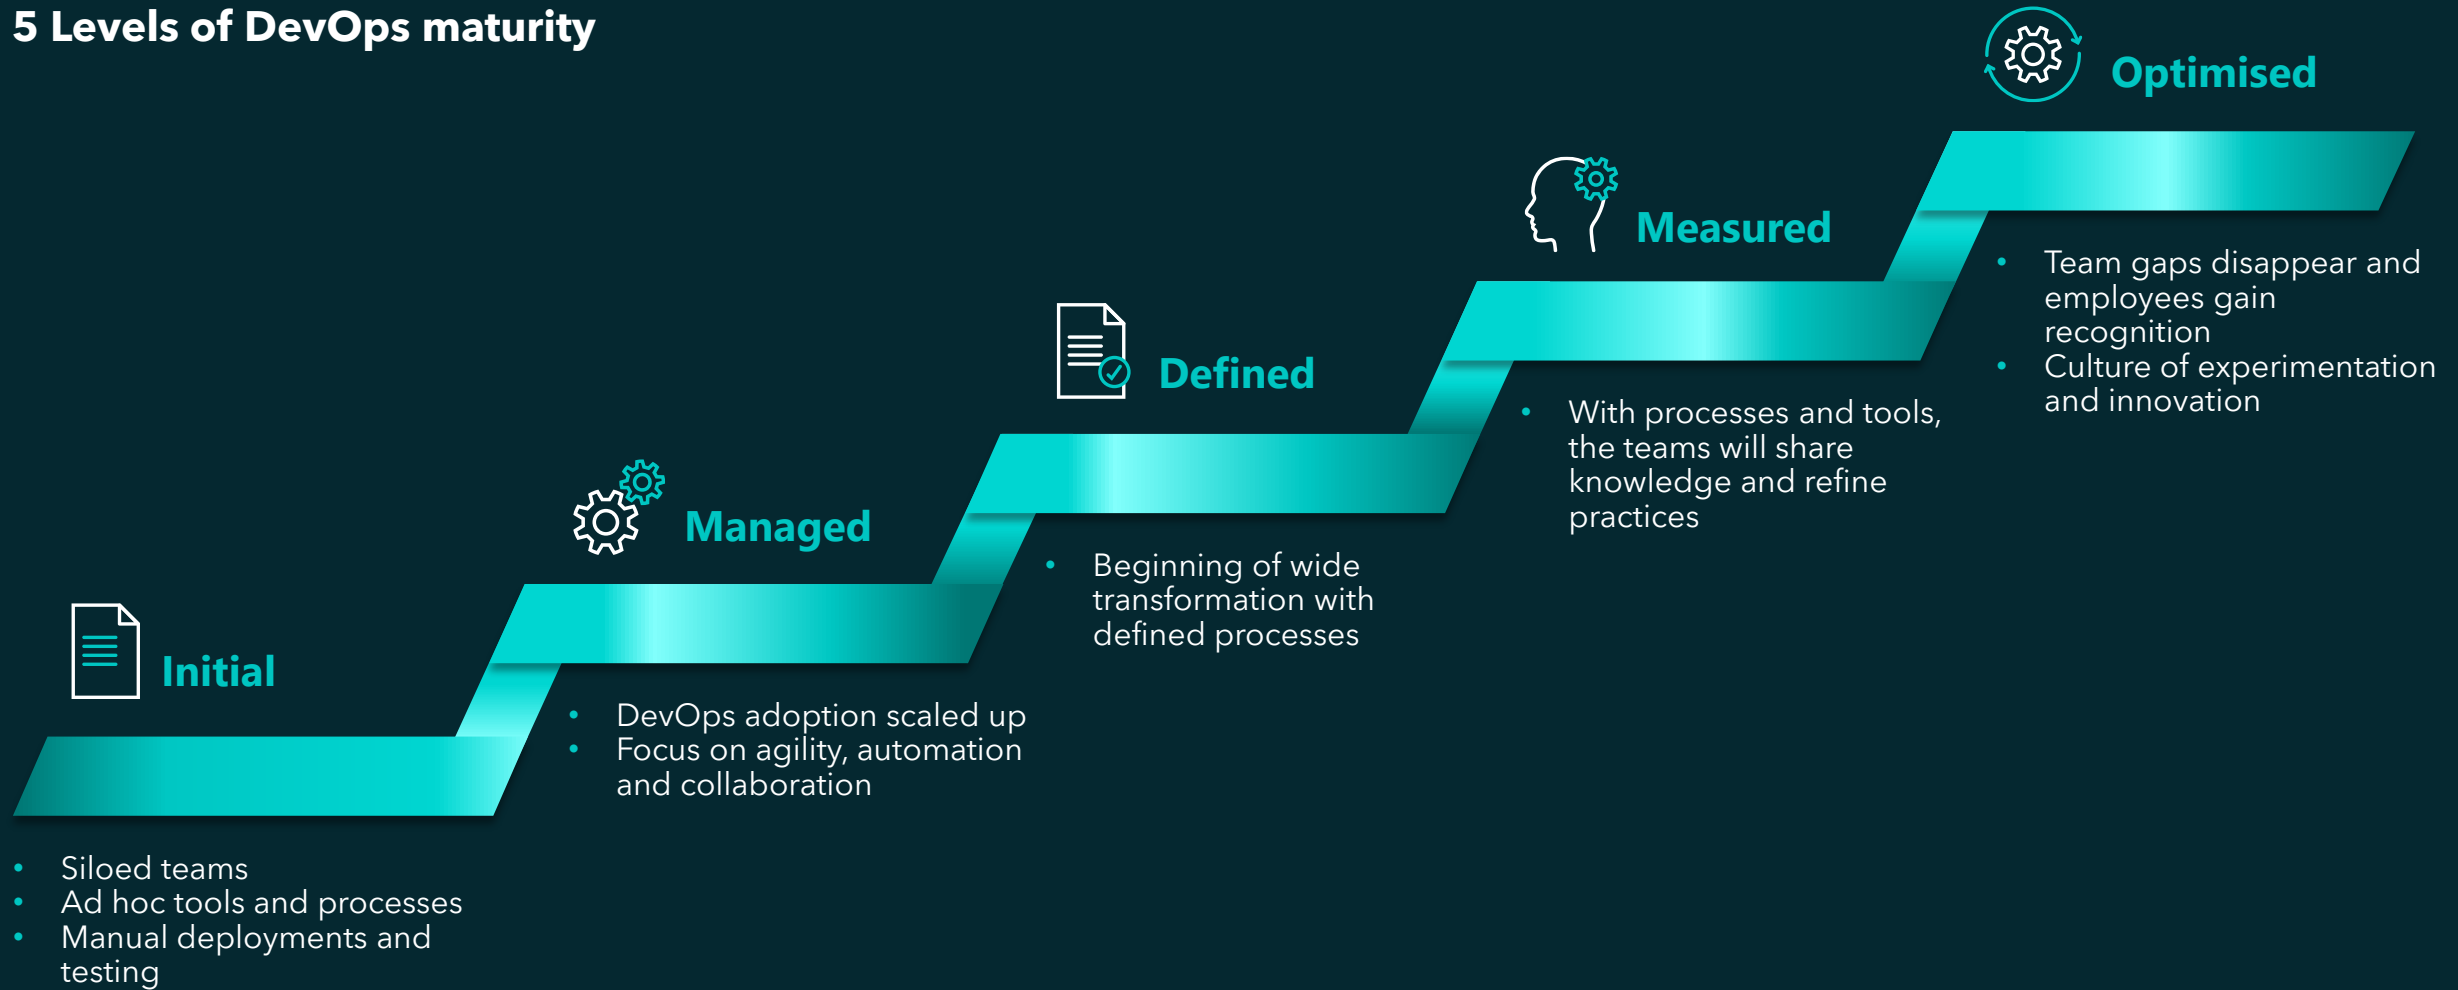 5 Levels of DevOps maturity
Initial
• Siloed teams
• Ad hoc tools and processes
• Manual deployments and
testing
Managed
• DevOps adoption scaled up
• Focus on agility, automation
and collaboration
Defined
• Beginning of wide
transformation with
defined processes
Measured
• With processes and tools,
the teams will share
knowledge and refine
practices
Optimised
• Team gaps disappear and
employees gain
recognition
• Culture of experimentation
and innovation